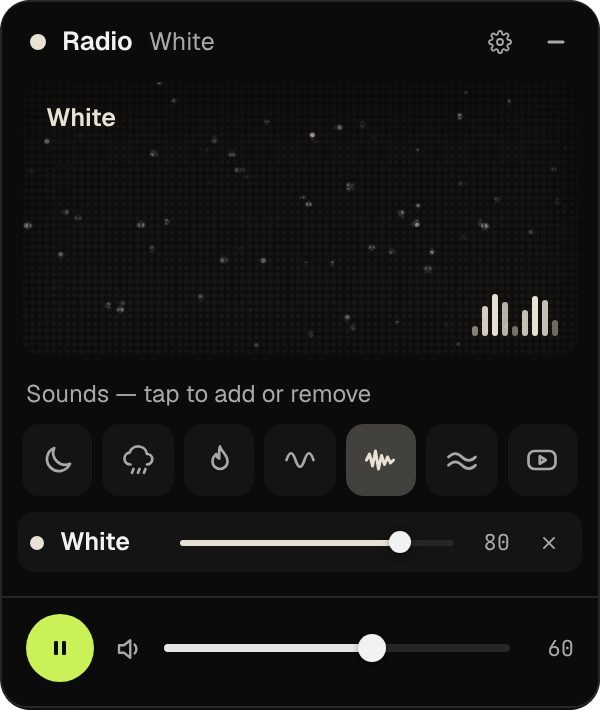 Radio White
White
Sounds — tap to add or remove
White 80
60